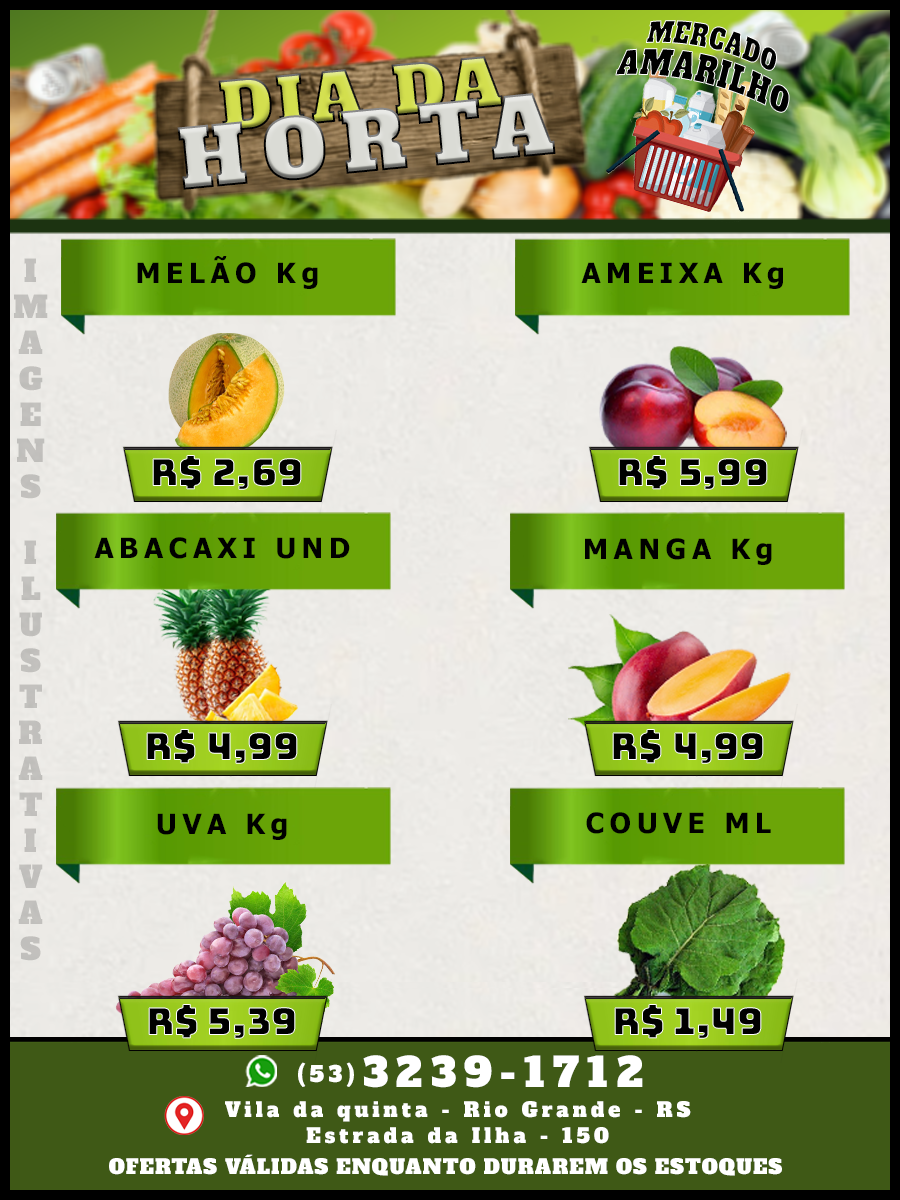 DIA DA
HORTA
MERCADO
AMARILHO
IMAGENS ILUSTRATIVAS
MELÃO Kg
R$ 2,69
AMEIXA Kg
R$ 5,99
ABACAXI UND
R$ 4,99
MANGA Kg
R$ 4,99
UVA Kg
R$ 5,39
COUVE ML
R$ 1,49
(53) 3239-1712
Vila da quinta - Rio Grande - RS
Estrada da Ilha - 150
OFERTAS VÁLIDAS ENQUANTO DURAREM OS ESTOQUES